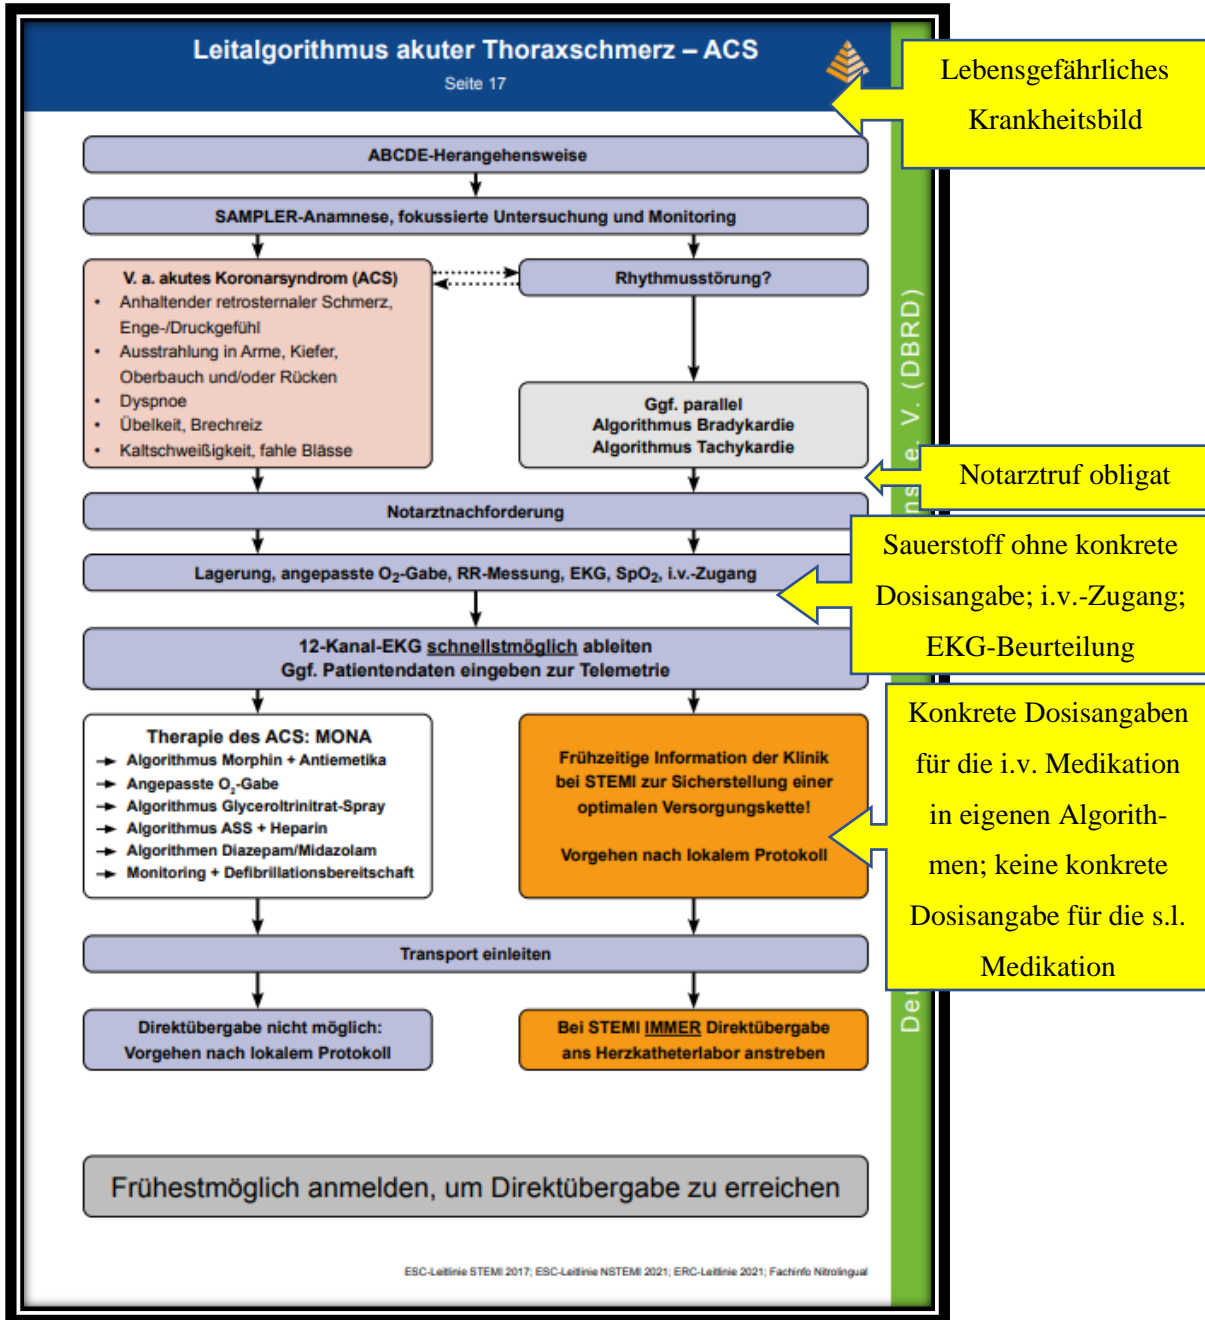 Leitalgorithmus akuter Thoraxschmerz – ACS
Seite 17
Lebensgefährliches
Krankheitsbild
ABCDE-Herangehensweise
SAMPLER-Anamnese, fokussierte Untersuchung und Monitoring
V. a. akutes Koronarsyndrom (ACS)
• Anhaltender retrosternaler Schmerz,
Enge-/Druckgefühl
• Ausstrahlung in Arme, Kiefer,
Oberbauch und/oder Rücken
• Dyspnoe
• Übelkeit, Brechreiz
• Kaltschweißigkeit, fahle Blässe
Rhythmusstörung?
Ggf. parallel
Algorithmus Bradykardie
Algorithmus Tachykardie
Notarztruf obligat
Notarztnachforderung
Lagerung, angepasste O₂-Gabe, RR-Messung, EKG, SpO₂, i.v.-Zugang
Sauerstoff ohne konkrete
Dosisangabe; i.v.-Zugang;
EKG-Beurteilung
12-Kanal-EKG schnellstmöglich ableiten
Ggf. Patientendaten eingeben zur Telemetrie
Therapie des ACS: MONA
→ Algorithmus Morphin + Antiemetika
→ Angepasste O₂-Gabe
→ Algorithmus Glyceroltrinitrat-Spray
→ Algorithmus ASS + Heparin
→ Algorithmen Diazepam/Midazolam
→ Monitoring + Defibrillationsbereitschaft
Frühzeitige Information der Klinik
bei STEMI zur Sicherstellung einer
optimalen Versorgungskette!
Vorgehen nach lokalem Protokoll
Konkrete Dosisangaben
für die i.v. Medikation
in eigenen Algorith-
men; keine konkrete
Dosisangabe für die s.l.
Medikation
Transport einleiten
Direktübergabe nicht möglich:
Vorgehen nach lokalem Protokoll
Bei STEMI IMMER Direktübergabe
ans Herzkatheterlabor anstreben
Frühestmöglich anmelden, um Direktübergabe zu erreichen
ESC-Leitlinie STEMI 2017; ESC-Leitlinie NSTEMI 2021; ERC-Leitlinie 2021; Fachinfo Nitrolingual
e. V. (DBRD)